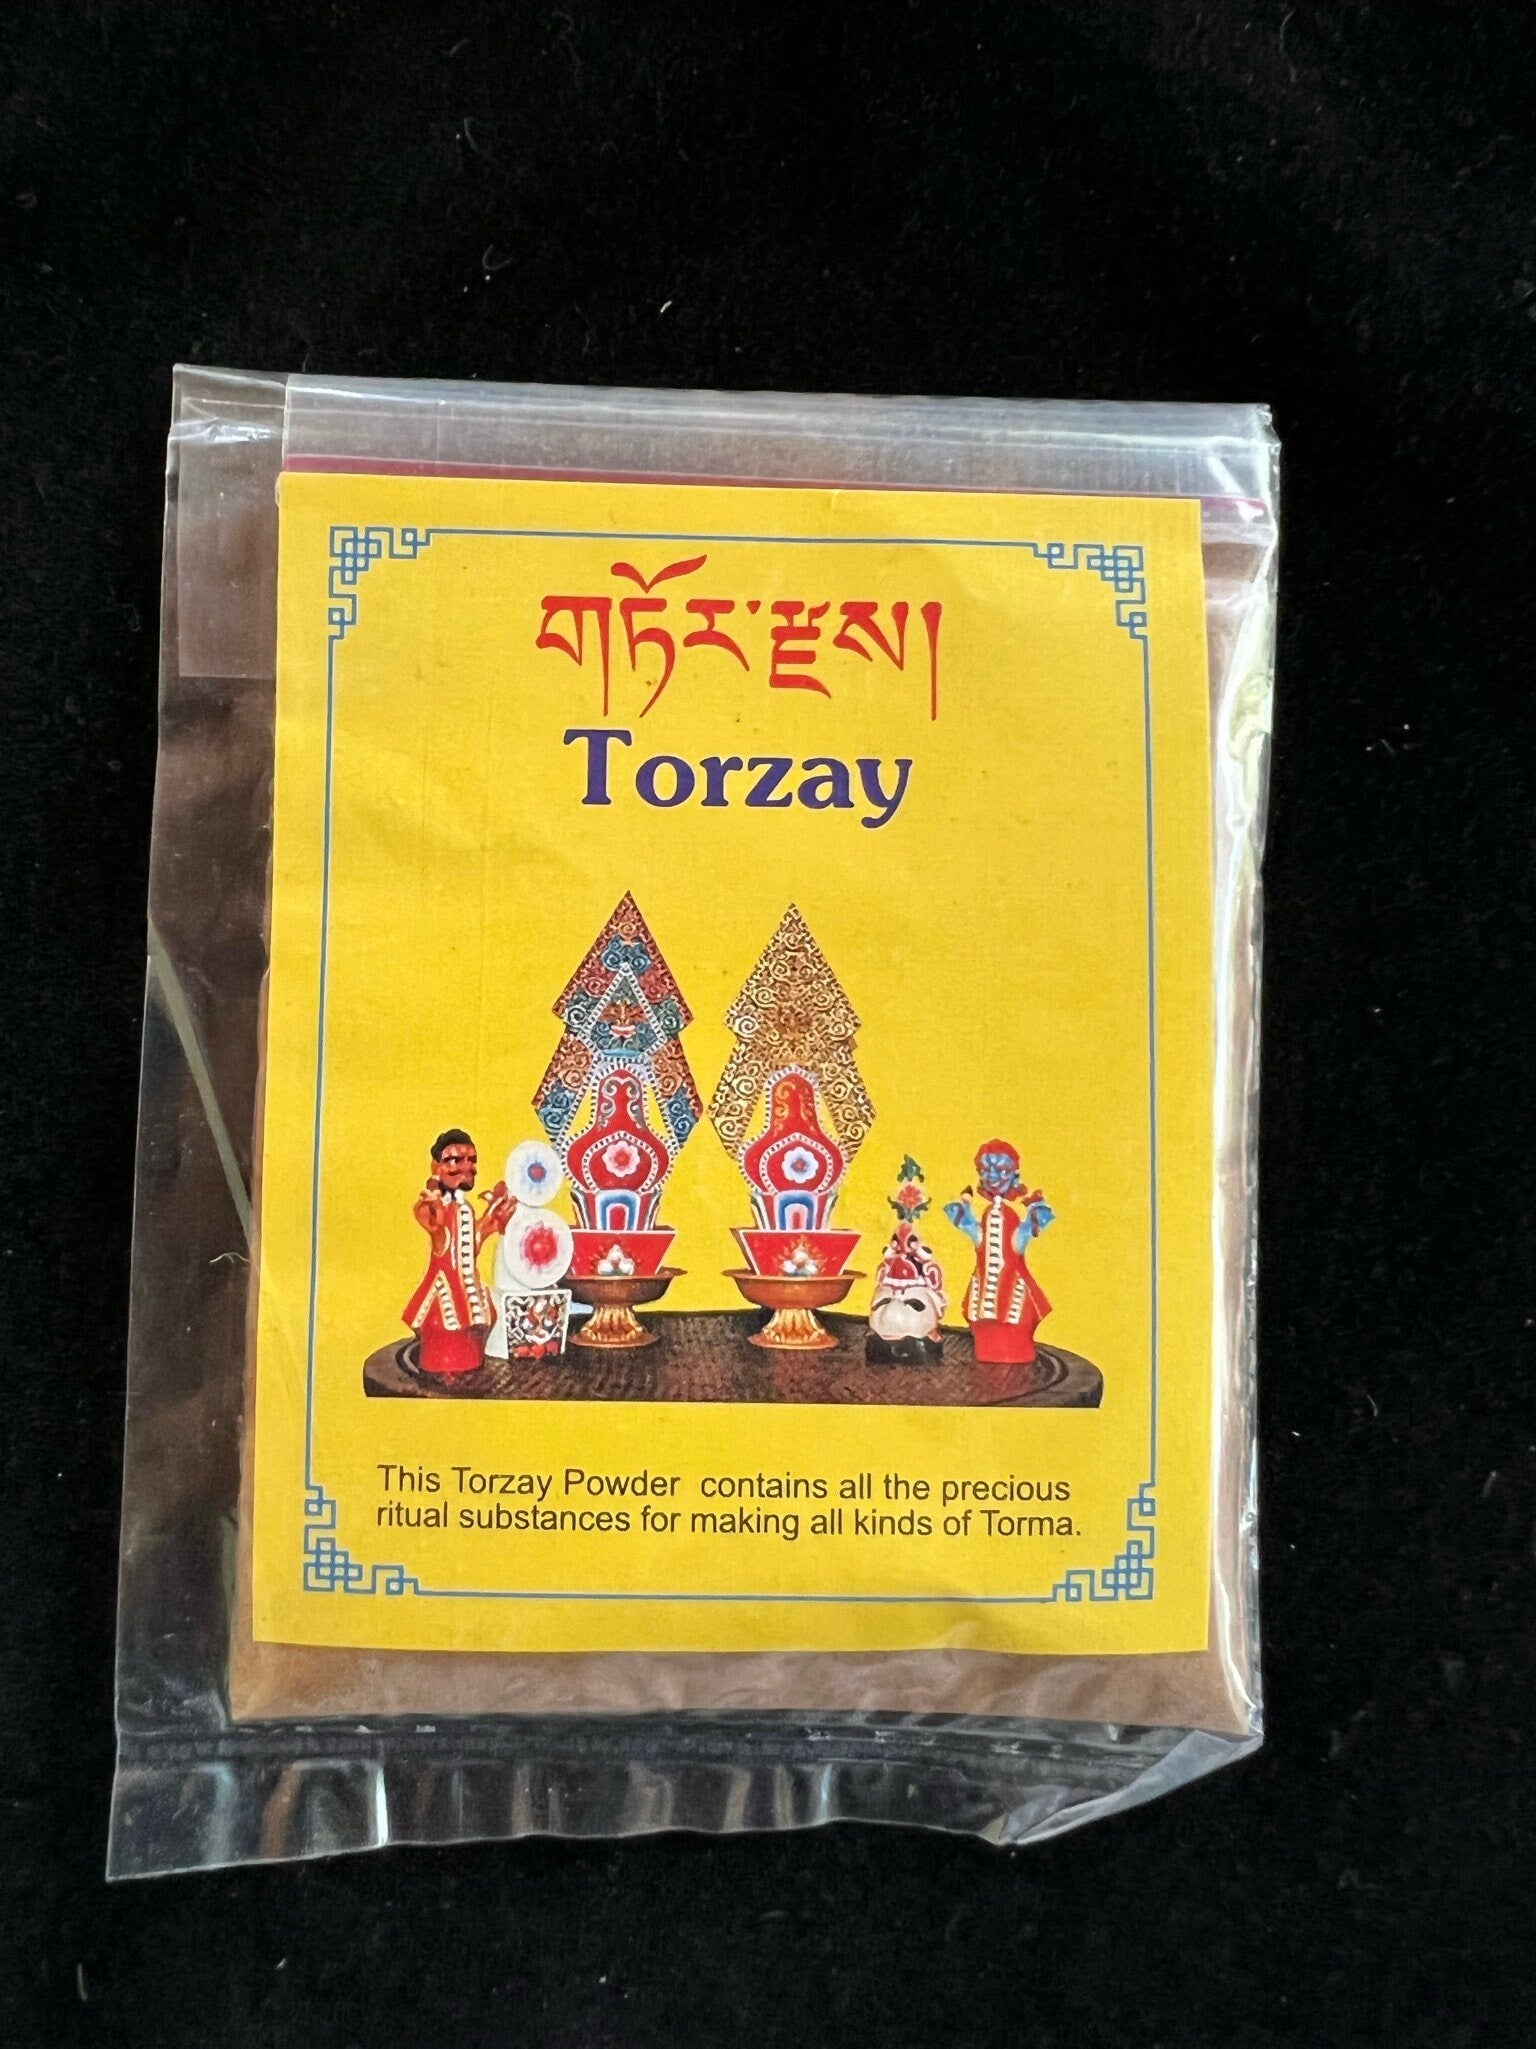 གཏོར་རྫས།
Torzay
This Torzay Powder contains all the precious
ritual substances for making all kinds of Torma.